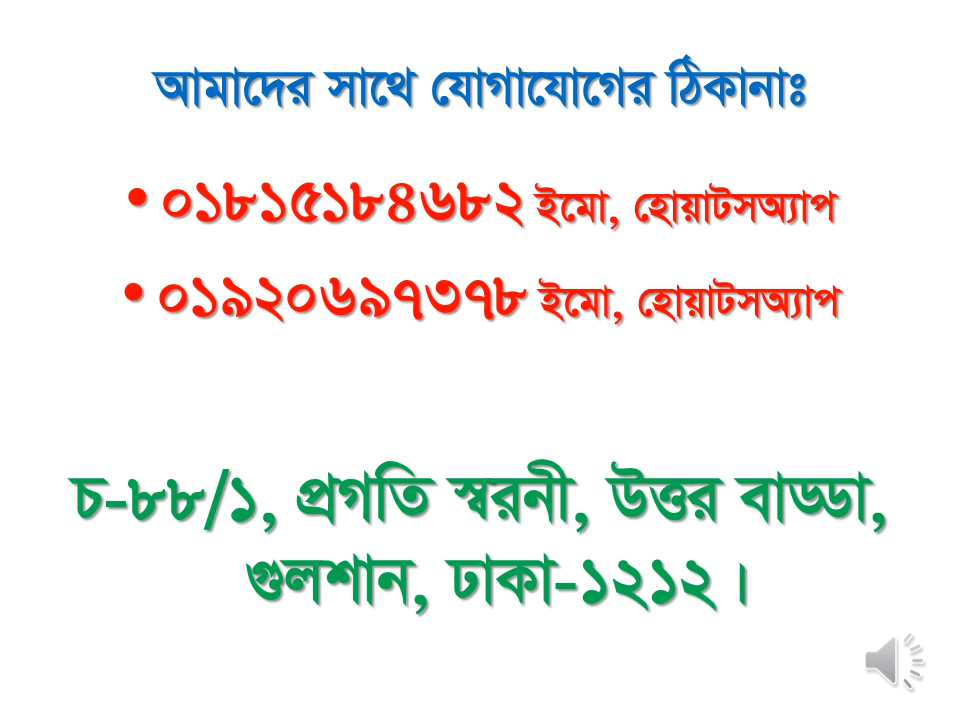 আমাদের সাথে যোগাযোগের ঠিকানাঃ
• ০১৮১৫১৮৪৬৮২ ইমো, হোয়াটসঅ্যাপ
• ০১৯২০৬৯৭৩৭৮ ইমো, হোয়াটসঅ্যাপ
চ-৮৮/১, প্রগতি স্বরনী, উত্তর বাড্ডা,
গুলশান, ঢাকা-১২১২।